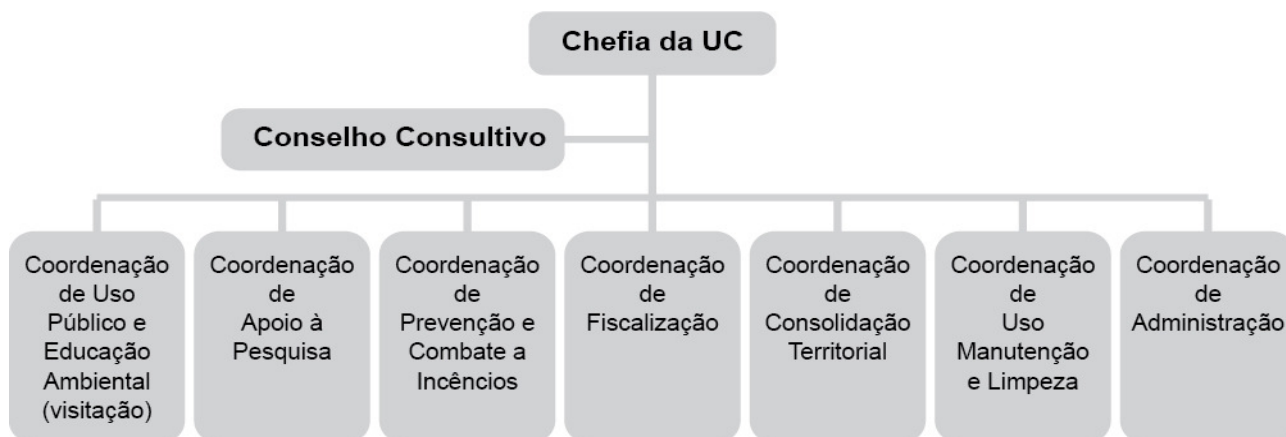 Chefia da UC
Conselho Consultivo
Coordenação
de Uso
Público e
Educação
Ambiental
(visitação)
Coordenação
de
Apoio à
Pesquisa
Coordenação
de
Prevenção e
Combate a
Incêncios
Coordenação
de
Fiscalização
Coordenação
de
Consolidação
Territorial
Coordenação
de
Uso
Manutenção
e Limpeza
Coordenação
de
Administração